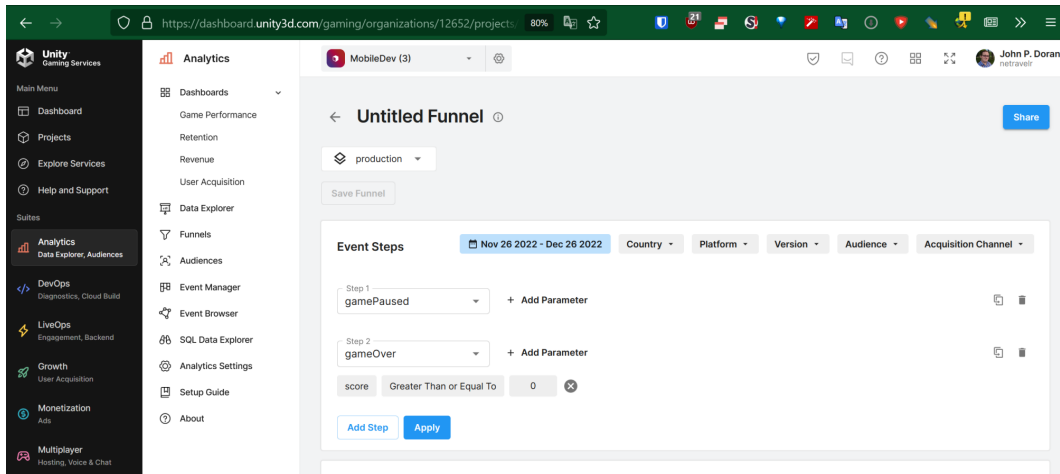 https://dashboard.unity3d.com/gaming/organizations/12652/projects
80%
21
Unity
Gaming Services
Main Menu
Dashboard
Projects
Explore Services
Help and Support
Suites
Analytics
Data Explorer, Audiences
DevOps
Diagnostics, Cloud Build
LiveOps
Engagement, Backend
Growth
User Acquisition
Monetization
Ads
Multiplayer
Hosting, Voice & Chat
Analytics
Dashboards
Game Performance
Retention
Revenue
User Acquisition
Data Explorer
Funnels
Audiences
Event Manager
Event Browser
SQL Data Explorer
Analytics Settings
Setup Guide
About
MobileDev (3)
John P. Doran
netravelr
Untitled Funnel
Share
production
Save Funnel
Event Steps
Nov 26 2022 - Dec 26 2022
Country
Platform
Version
Audience
Acquisition Channel
Step 1
gamePaused
+ Add Parameter
Step 2
gameOver
+ Add Parameter
score Greater Than or Equal To 0
Add Step
Apply